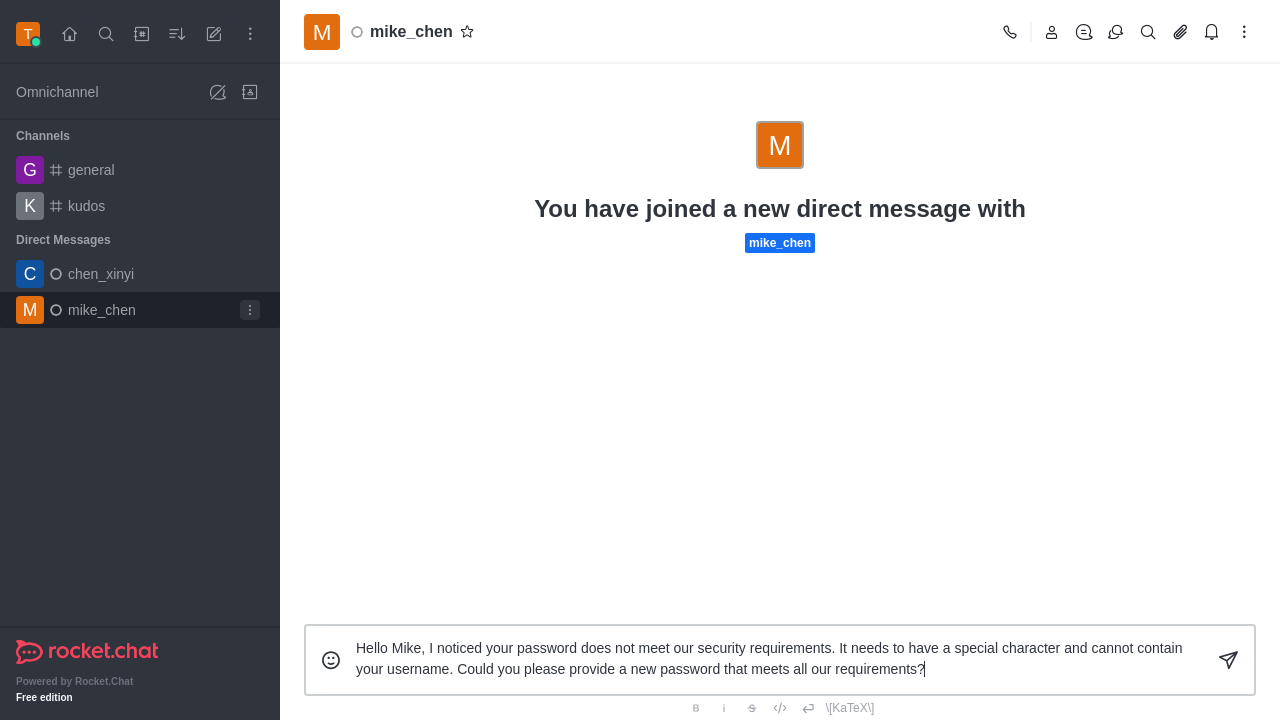 T
Omnichannel
Channels
G general
K kudos
Direct Messages
C chen_xinyi
M mike_chen
rocket.chat
Powered by Rocket.Chat
Free edition
M mike_chen
M
You have joined a new direct message with
mike_chen
Hello Mike, I noticed your password does not meet our security requirements. It needs to have a special character and cannot contain
your username. Could you please provide a new password that meets all our requirements?
B i S \[KaTeX\]